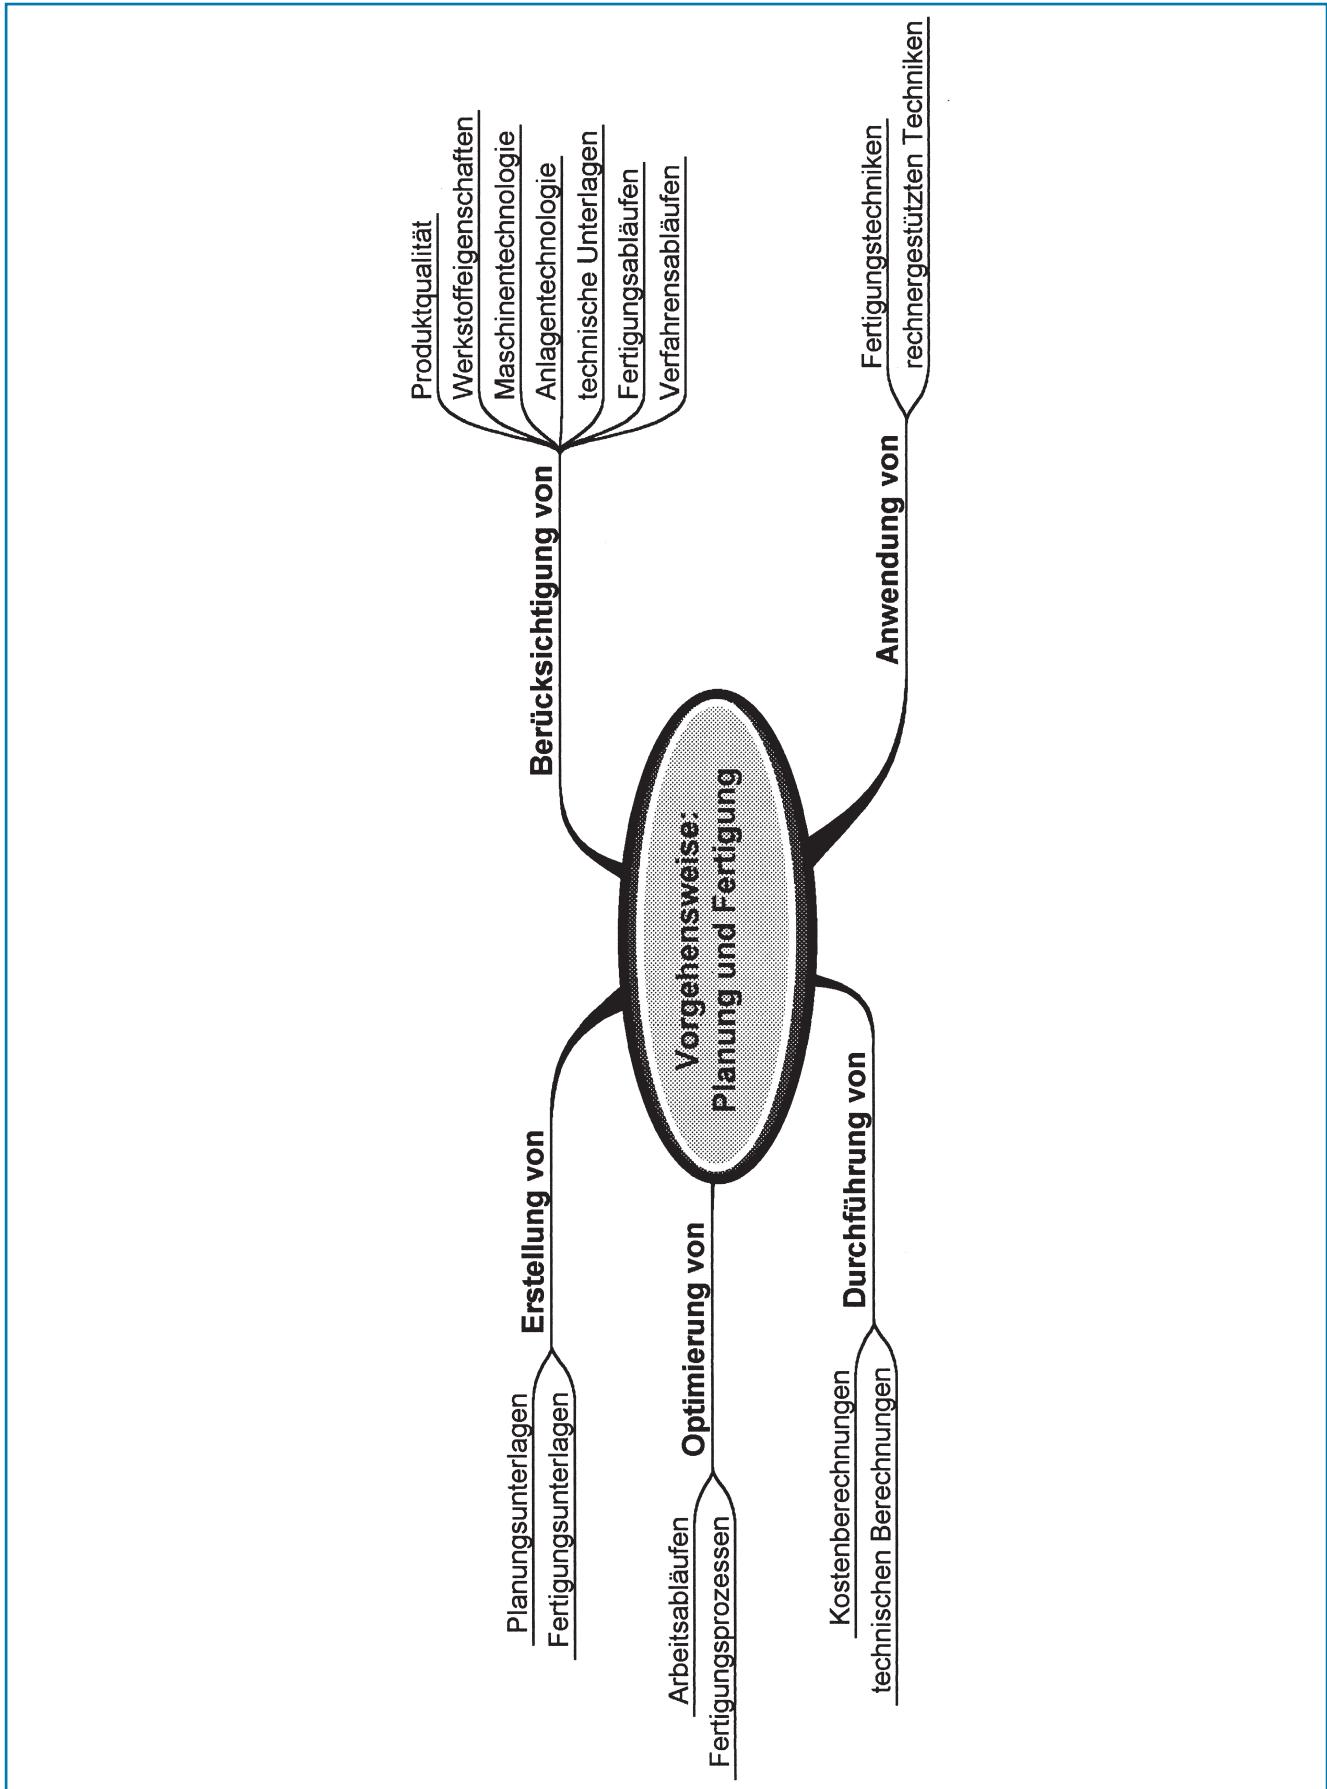 Vorgehensweise:
Planung und Fertigung
Berücksichtigung von
Produktqualität
Werkstoffeigenschaften
Maschinentechnologie
Anlagentechnologie
technische Unterlagen
Fertigungsabläufen
Verfahrensabläufen
Anwendung von
Fertigungstechniken
rechnergestützten Techniken
Durchführung von
Kostenberechnungen
technischen Berechnungen
Optimierung von
Arbeitsabläufen
Fertigungsprozessen
Erstellung von
Planungsunterlagen
Fertigungsunterlagen